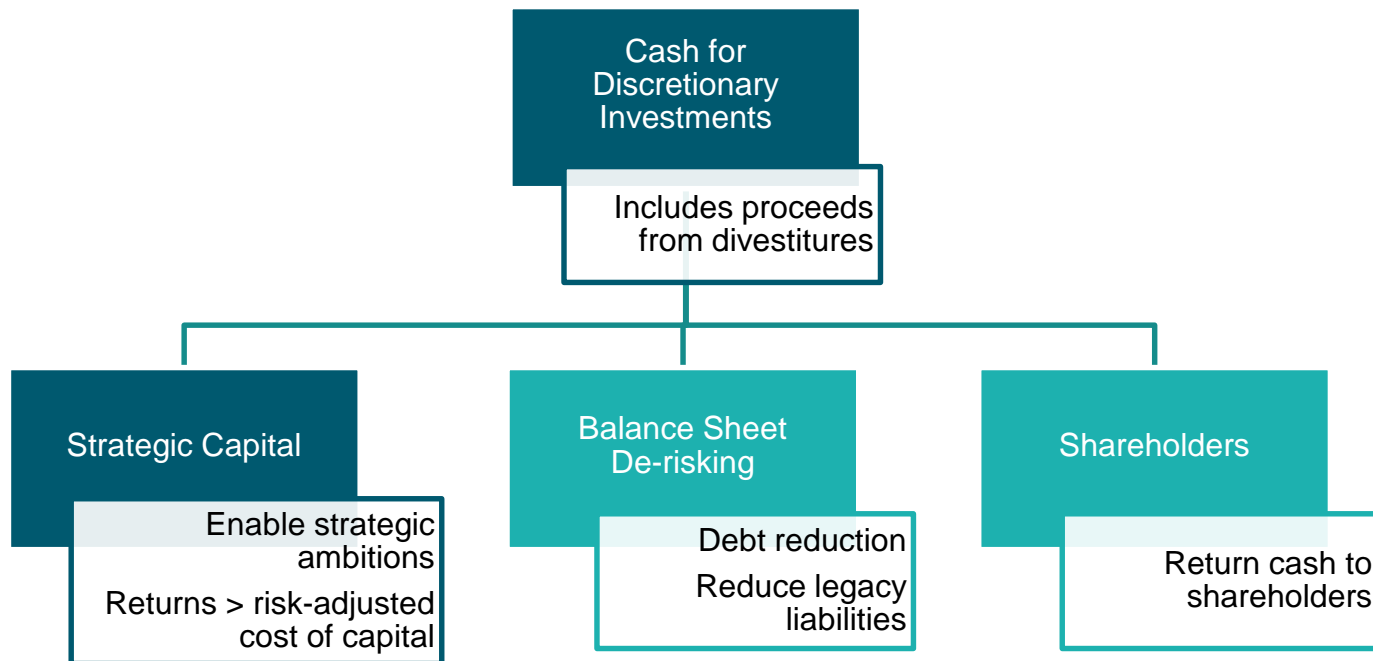 Cash for
Discretionary
Investments
Includes proceeds
from divestitures
Strategic Capital
Enable strategic
ambitions
Returns > risk-adjusted
cost of capital
Balance Sheet
De-risking
Debt reduction
Reduce legacy
liabilities
Shareholders
Return cash to
shareholders